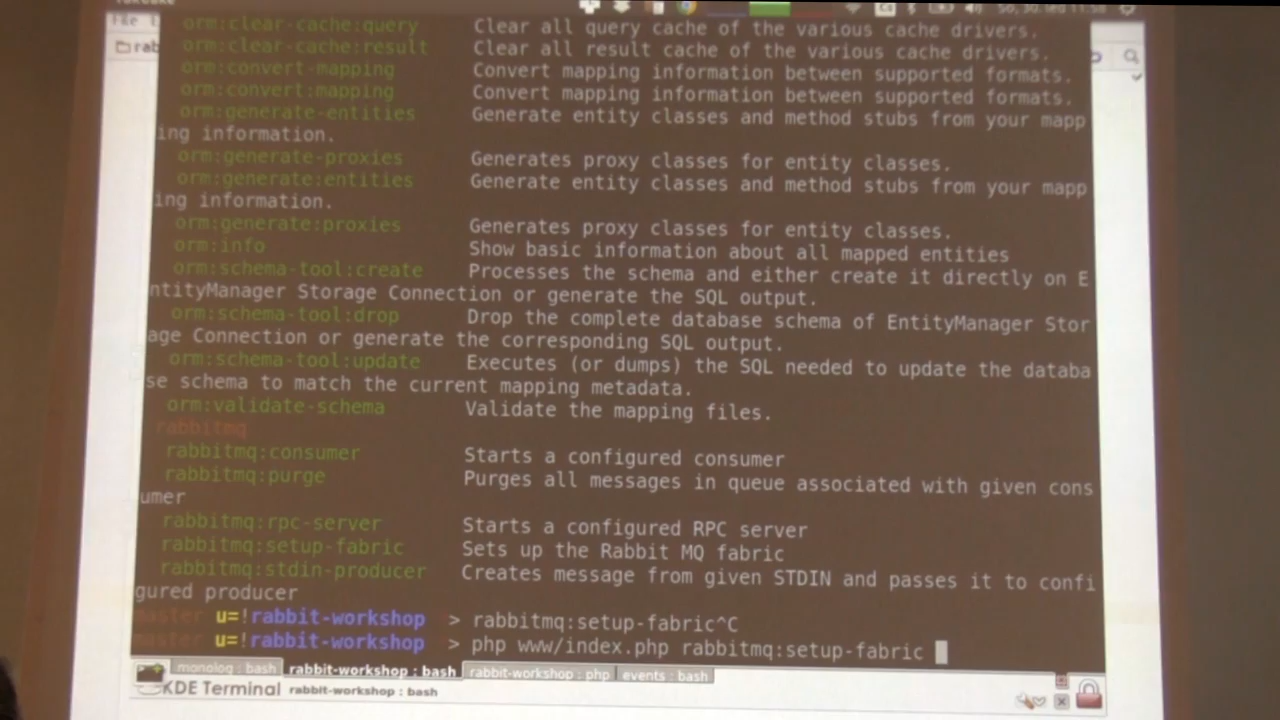 File
rab
orm:clear-cache:query Clear all query cache of the various cache drivers.
orm:clear-cache:result Clear all result cache of the various cache drivers.
orm:convert-mapping Convert mapping information between supported formats.
orm:convert:mapping Convert mapping information between supported formats.
orm:generate-entities Generate entity classes and method stubs from your mapp
ing information.
orm:generate-proxies Generates proxy classes for entity classes.
orm:generate:entities Generate entity classes and method stubs from your mapp
ing information.
orm:generate:proxies Generates proxy classes for entity classes.
orm:info Show basic information about all mapped entities
orm:schema-tool:create Processes the schema and either create it directly on E
ntityManager Storage Connection or generate the SQL output.
orm:schema-tool:drop Drop the complete database schema of EntityManager Stor
age Connection or generate the corresponding SQL output.
orm:schema-tool:update Executes (or dumps) the SQL needed to update the databa
se schema to match the current mapping metadata.
orm:validate-schema Validate the mapping files.
rabbitmq
rabbitmq:consumer Starts a configured consumer
rabbitmq:purge Purges all messages in queue associated with given cons
umer
rabbitmq:rpc-server Starts a configured RPC server
rabbitmq:setup-fabric Sets up the Rabbit MQ fabric
rabbitmq:stdin-producer Creates message from given STDIN and passes it to confi
gured producer
master u=!rabbit-workshop > rabbitmq:setup-fabric^C
master u=!rabbit-workshop > php www/index.php rabbitmq:setup-fabric
monolog : bash rabbit-workshop : bash rabbit-workshop : php events : bash
KDE Terminal rabbit-workshop : bash